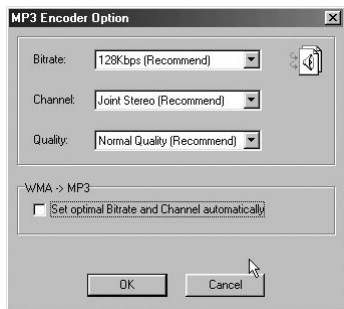 MP3 Encoder Option
Bitrate: 128Kbps (Recommend)
Channel: Joint Stereo (Recommend)
Quality: Normal Quality (Recommend)
WMA -> MP3
Set optimal Bitrate and Channel automatically
OK Cancel